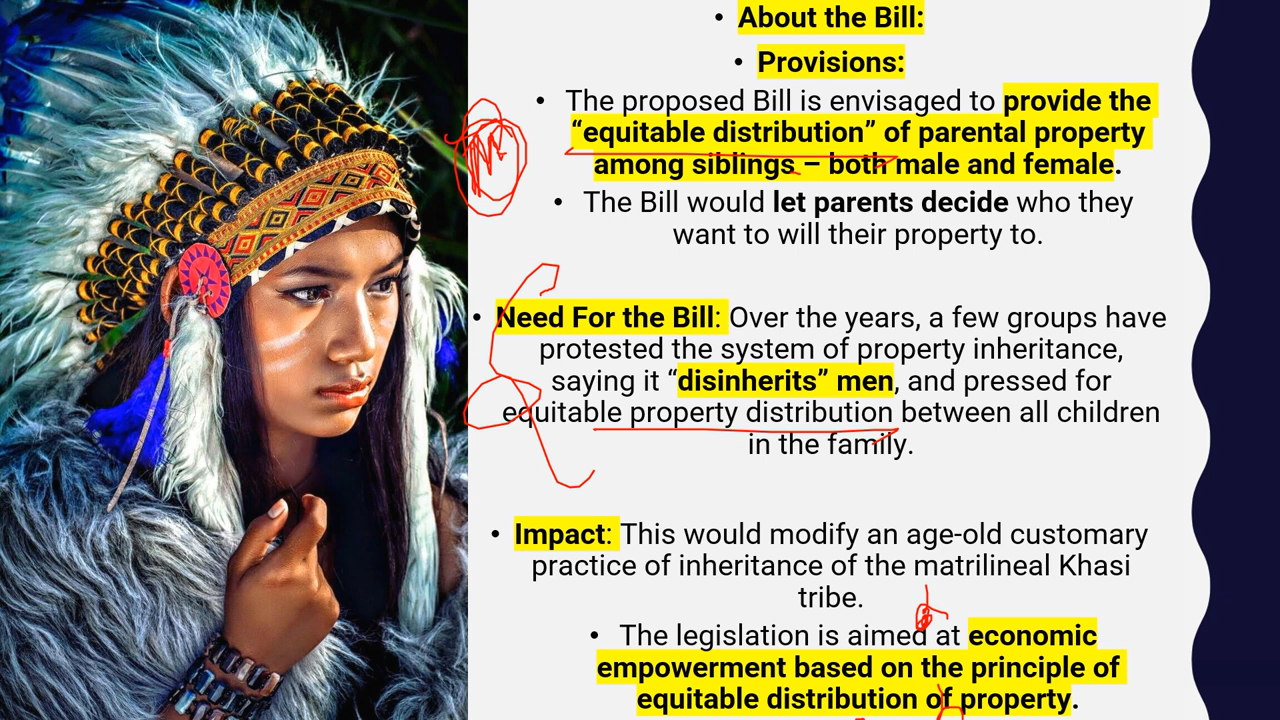 • About the Bill:
• Provisions:
• The proposed Bill is envisaged to provide the
“equitable distribution” of parental property
among siblings – both male and female.
• The Bill would let parents decide who they
want to will their property to.
• Need For the Bill: Over the years, a few groups have
protested the system of property inheritance,
saying it “disinherits” men, and pressed for
equitable property distribution between all children
in the family.
• Impact: This would modify an age-old customary
practice of inheritance of the matrilineal Khasi
tribe.
• The legislation is aimed at economic
empowerment based on the principle of
equitable distribution of property.